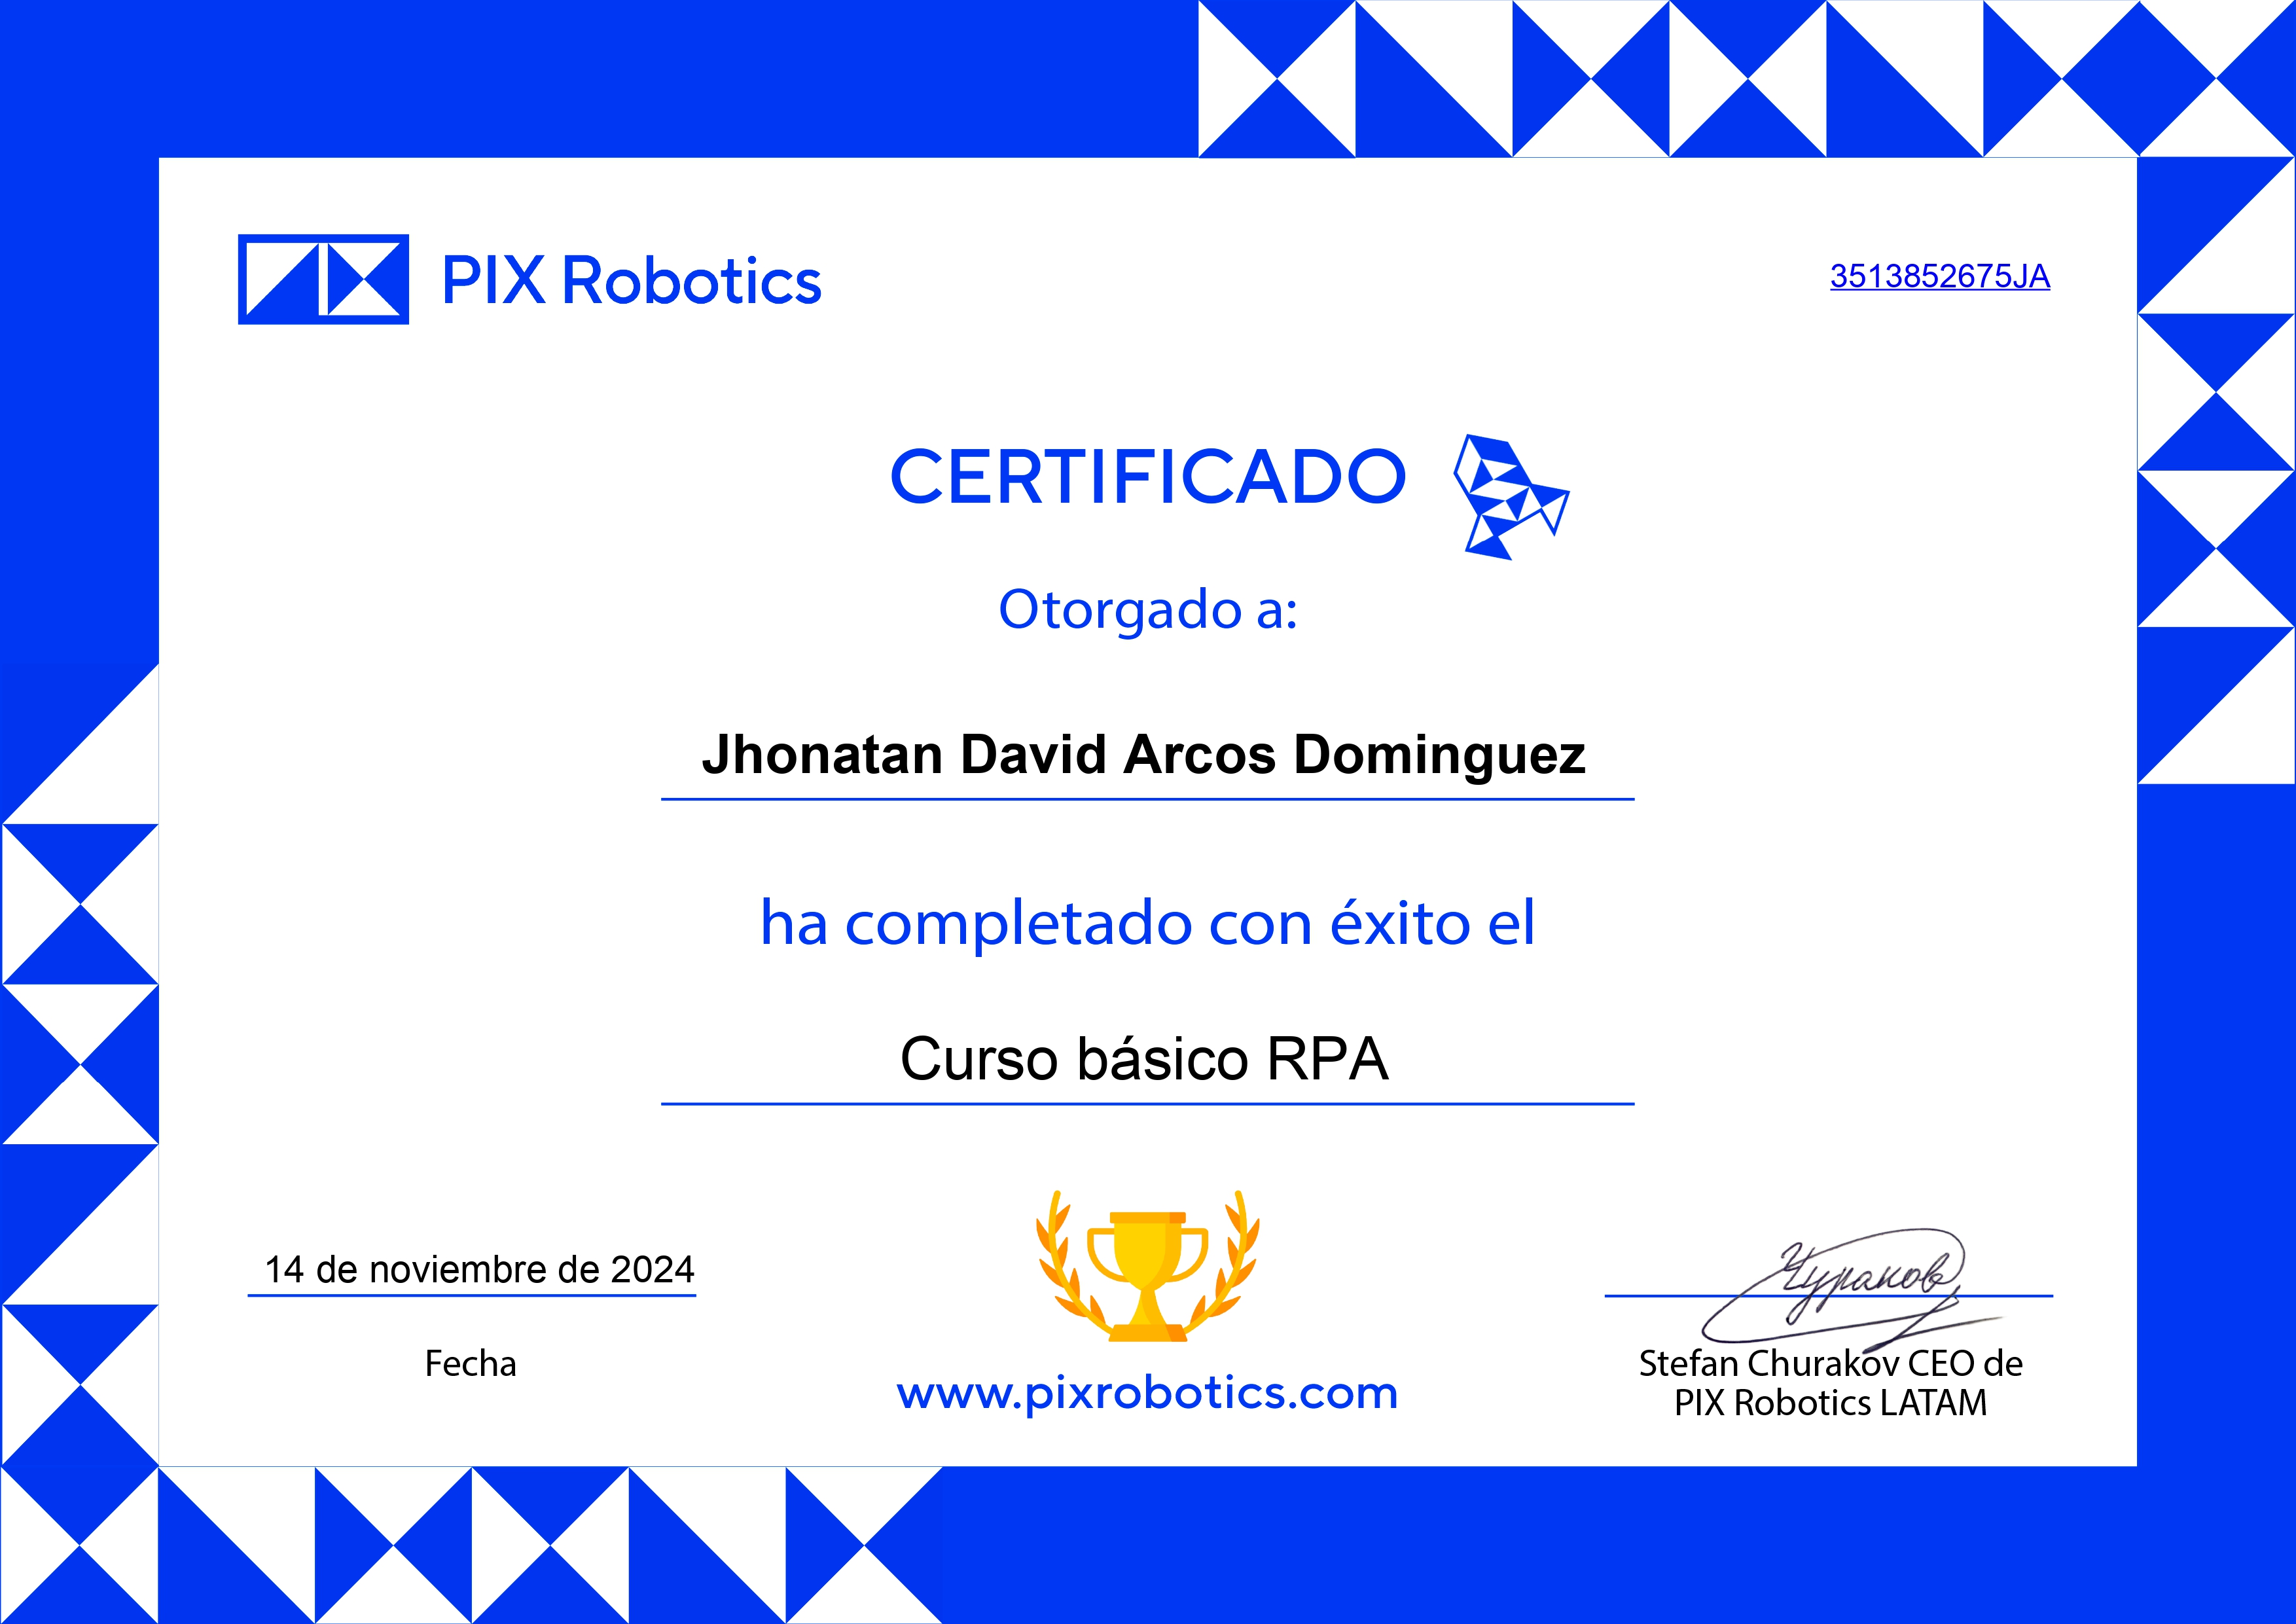 PIX Robotics
3513852675JA
CERTIFICADO
Otorgado a:
Jhonatan David Arcos Dominguez
ha completado con éxito el
Curso básico RPA
14 de noviembre de 2024
Fecha
www.pixrobotics.com
Чураков
Stefan Churakov CEO de
PIX Robotics LATAM